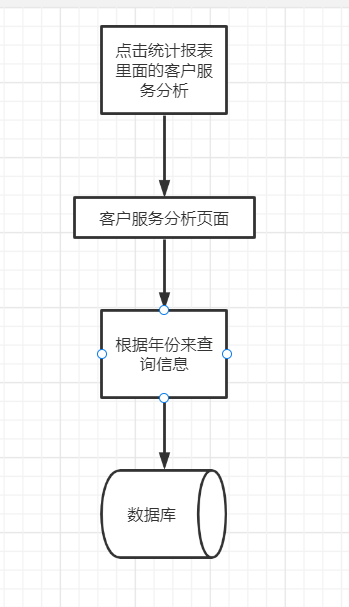 点击统计报表
里面的客户服
务分析
客户服务分析页面
根据年份来查
询信息
数据库